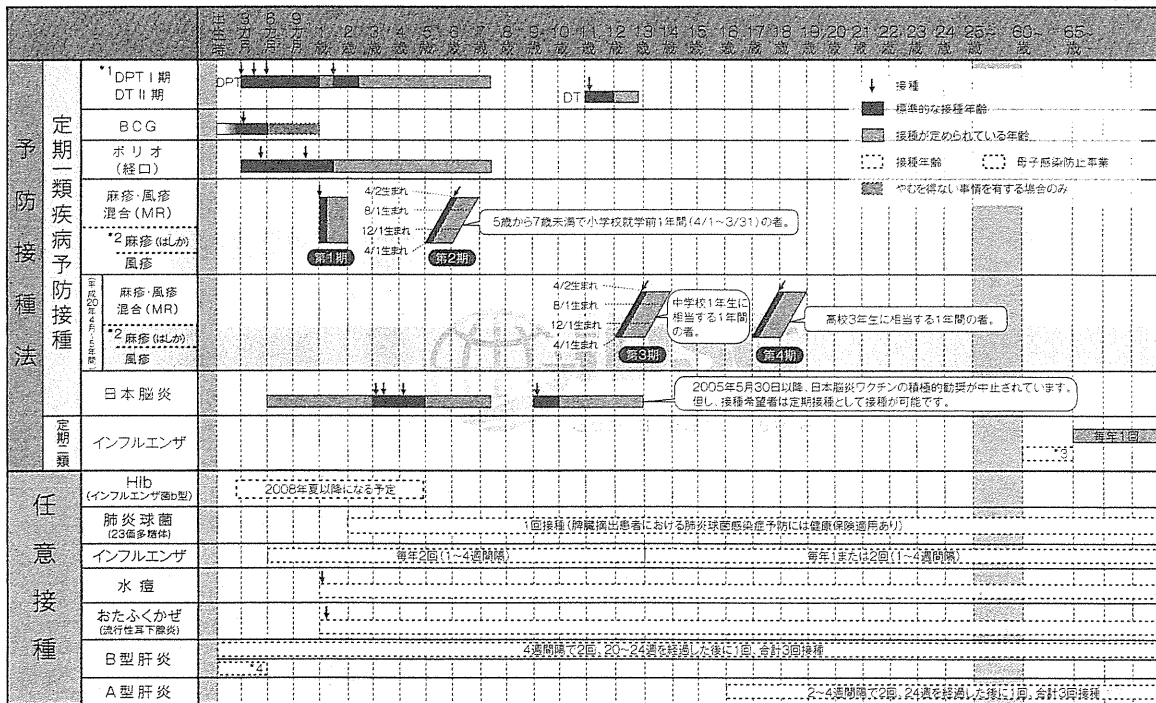 出生時 3カ月 6カ月 9カ月 1歳 2歳 3歳 4歳 5歳 6歳 7歳 8歳 9歳 10歳 11歳 12歳 13歳 14歳 15歳 16歳 17歳 18歳 19歳 20歳 21歳 22歳 23歳 24歳 25歳~ 60歳~ 65歳~
予防接種法
定期一類疾病予防接種
*1 DPTⅠ期
DTⅡ期
DPT
DT
↓ 接種
標準的な接種年齢
接種が定められている年齢
接種年齢
母子感染防止事業
やむを得ない事情を有する場合のみ
BCG
ポリオ
(経口)
麻疹・風疹
混合(MR)
*2 麻疹(はしか)
風疹
4/2生まれ
8/1生まれ
12/1生まれ
4/1生まれ
第1期
第2期
5歳から7歳未満で小学校就学前1年間(4/1~3/31)の者。
(平成20年4月~5年間)
麻疹・風疹
混合(MR)
*2 麻疹(はしか)
風疹
4/2生まれ
8/1生まれ
12/1生まれ
4/1生まれ
第3期
中学校1年生に
相当する1年間
の者。
第4期
高校3年生に相当する1年間の者。
日本脳炎
2005年5月30日以降、日本脳炎ワクチンの積極的勧奨が中止されています。
但し、接種希望者は定期接種として接種が可能です。
定期二類
インフルエンザ
毎年1回
*3
任意接種
Hib
(インフルエンザ菌b型)
2008年夏以降になる予定
肺炎球菌
(23価多糖体)
1回接種(脾臓摘出患者における肺炎球菌感染症予防には健康保険適用あり)
インフルエンザ
毎年2回(1~4週間隔)
毎年1または2回(1~4週間隔)
水痘
おたふくかぜ
(流行性耳下腺炎)
B型肝炎
4週間隔で2回、20~24週を経過した後に1回、合計3回接種
*4
A型肝炎
2~4週間隔で2回、24週を経過した後に1回、合計3回接種